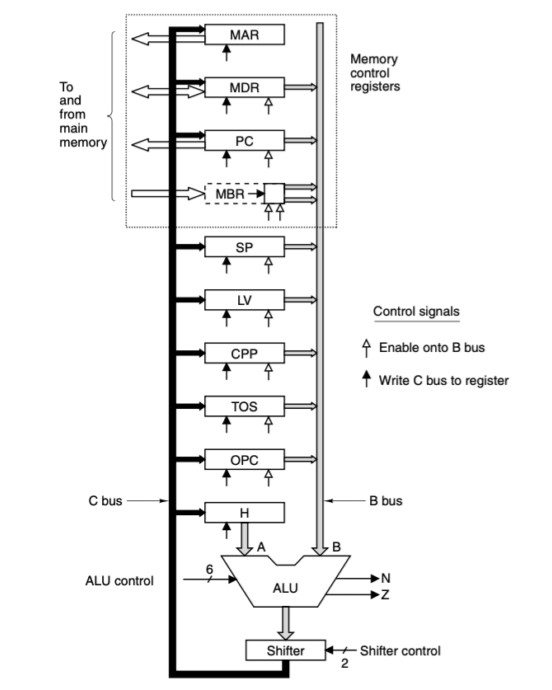 MAR
Memory
control
registers
To
and
from
main
memory
MDR
PC
MBR
SP
LV
Control signals
Enable onto B bus
CPP
Write C bus to register
TOS
OPC
C bus
B bus
H
A
B
ALU control
6
ALU
N
Z
Shifter
Shifter control
2